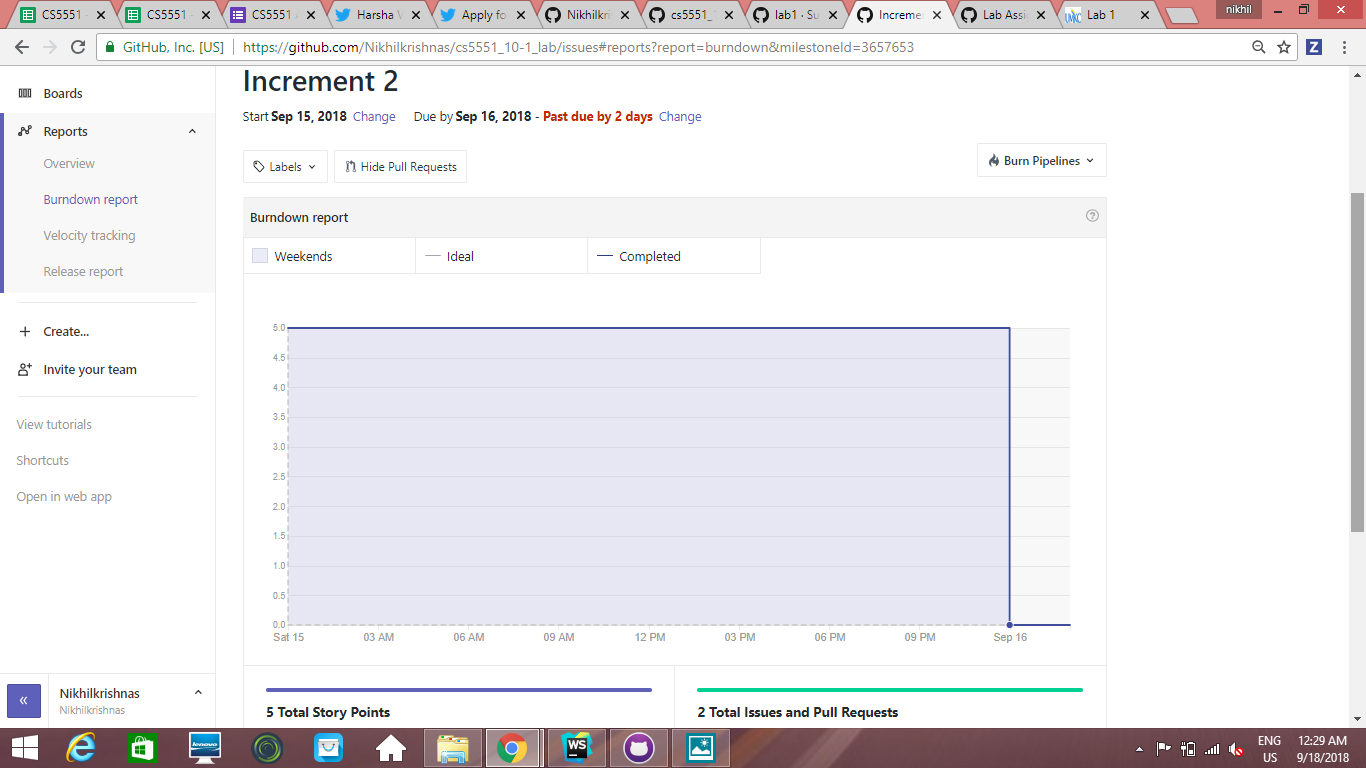 CS5551 -
CS5551 -
CS5551 A
Harsha V
Apply fo
Nikhilkri
cs5551_
lab1 · Su
Incremen
Lab Assi
Lab 1
nikhil
GitHub, Inc. [US]
https://github.com/Nikhilkrishnas/cs5551_10-1_lab/issues#reports?report=burndown&milestoneId=3657653
Z
Boards
Reports
Overview
Burndown report
Velocity tracking
Release report
Create...
Invite your team
View tutorials
Shortcuts
Open in web app
«
Nikhilkrishnas
Nikhilkrishnas
Increment 2
Start Sep 15, 2018 Change Due by Sep 16, 2018 - Past due by 2 days Change
Labels
Hide Pull Requests
Burn Pipelines
Burndown report
?
Weekends
Ideal
Completed
5.0
4.5
4.0
3.5
3.0
2.5
2.0
1.5
1.0
0.5
0.0
Sat 15 03 AM 06 AM 09 AM 12 PM 03 PM 06 PM 09 PM Sep 16
5 Total Story Points
2 Total Issues and Pull Requests
lenovo
WS
ENG
US
12:29 AM
9/18/2018